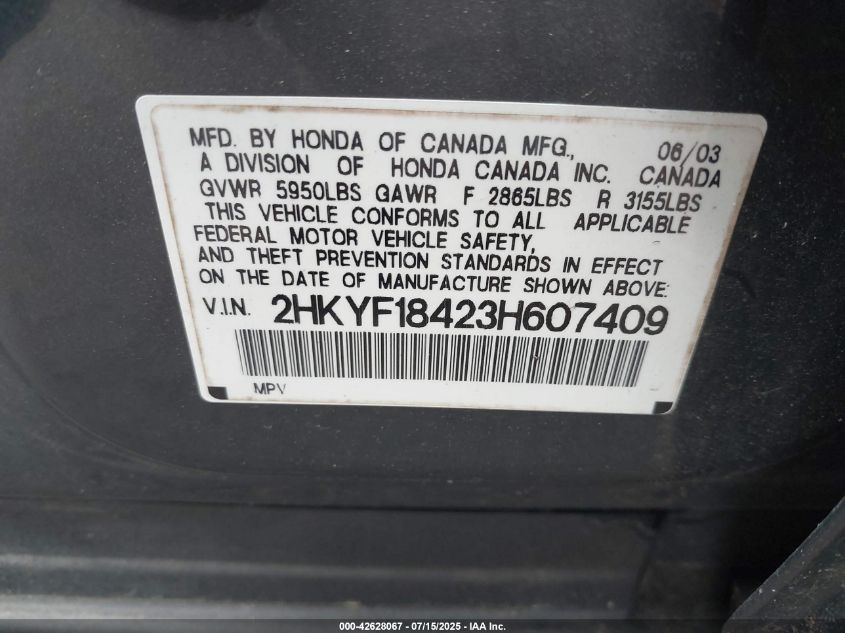 MFD. BY HONDA OF CANADA MFG., 06/03
A DIVISION OF HONDA CANADA INC. CANADA
GVWR 5950LBS GAWR F 2865LBS R 3155LBS
THIS VEHICLE CONFORMS TO ALL APPLICABLE
FEDERAL MOTOR VEHICLE SAFETY,
AND THEFT PREVENTION STANDARDS IN EFFECT
ON THE DATE OF MANUFACTURE SHOWN ABOVE:
V.I.N. 2HKYF18423H607409
MPV
000-42628067 - 07/15/2025 - IAA Inc.